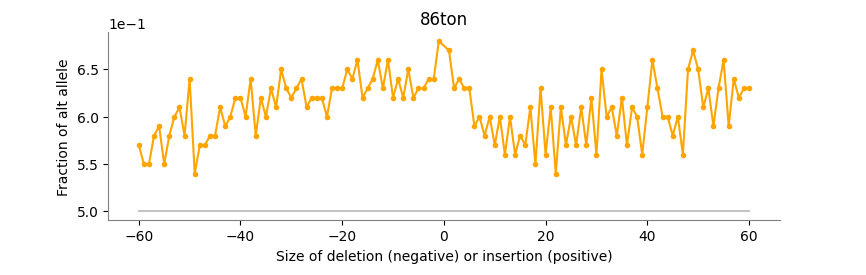 86ton
1e−1
Fraction of alt allele
6.5
6.0
5.5
5.0
−60 −40 −20 0 20 40 60
Size of deletion (negative) or insertion (positive)